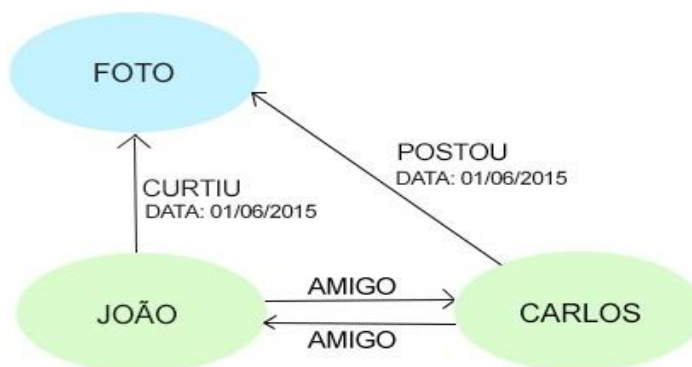 FOTO
POSTOU
DATA: 01/06/2015
CURTIU
DATA: 01/06/2015
AMIGO
JOÃO
CARLOS
AMIGO